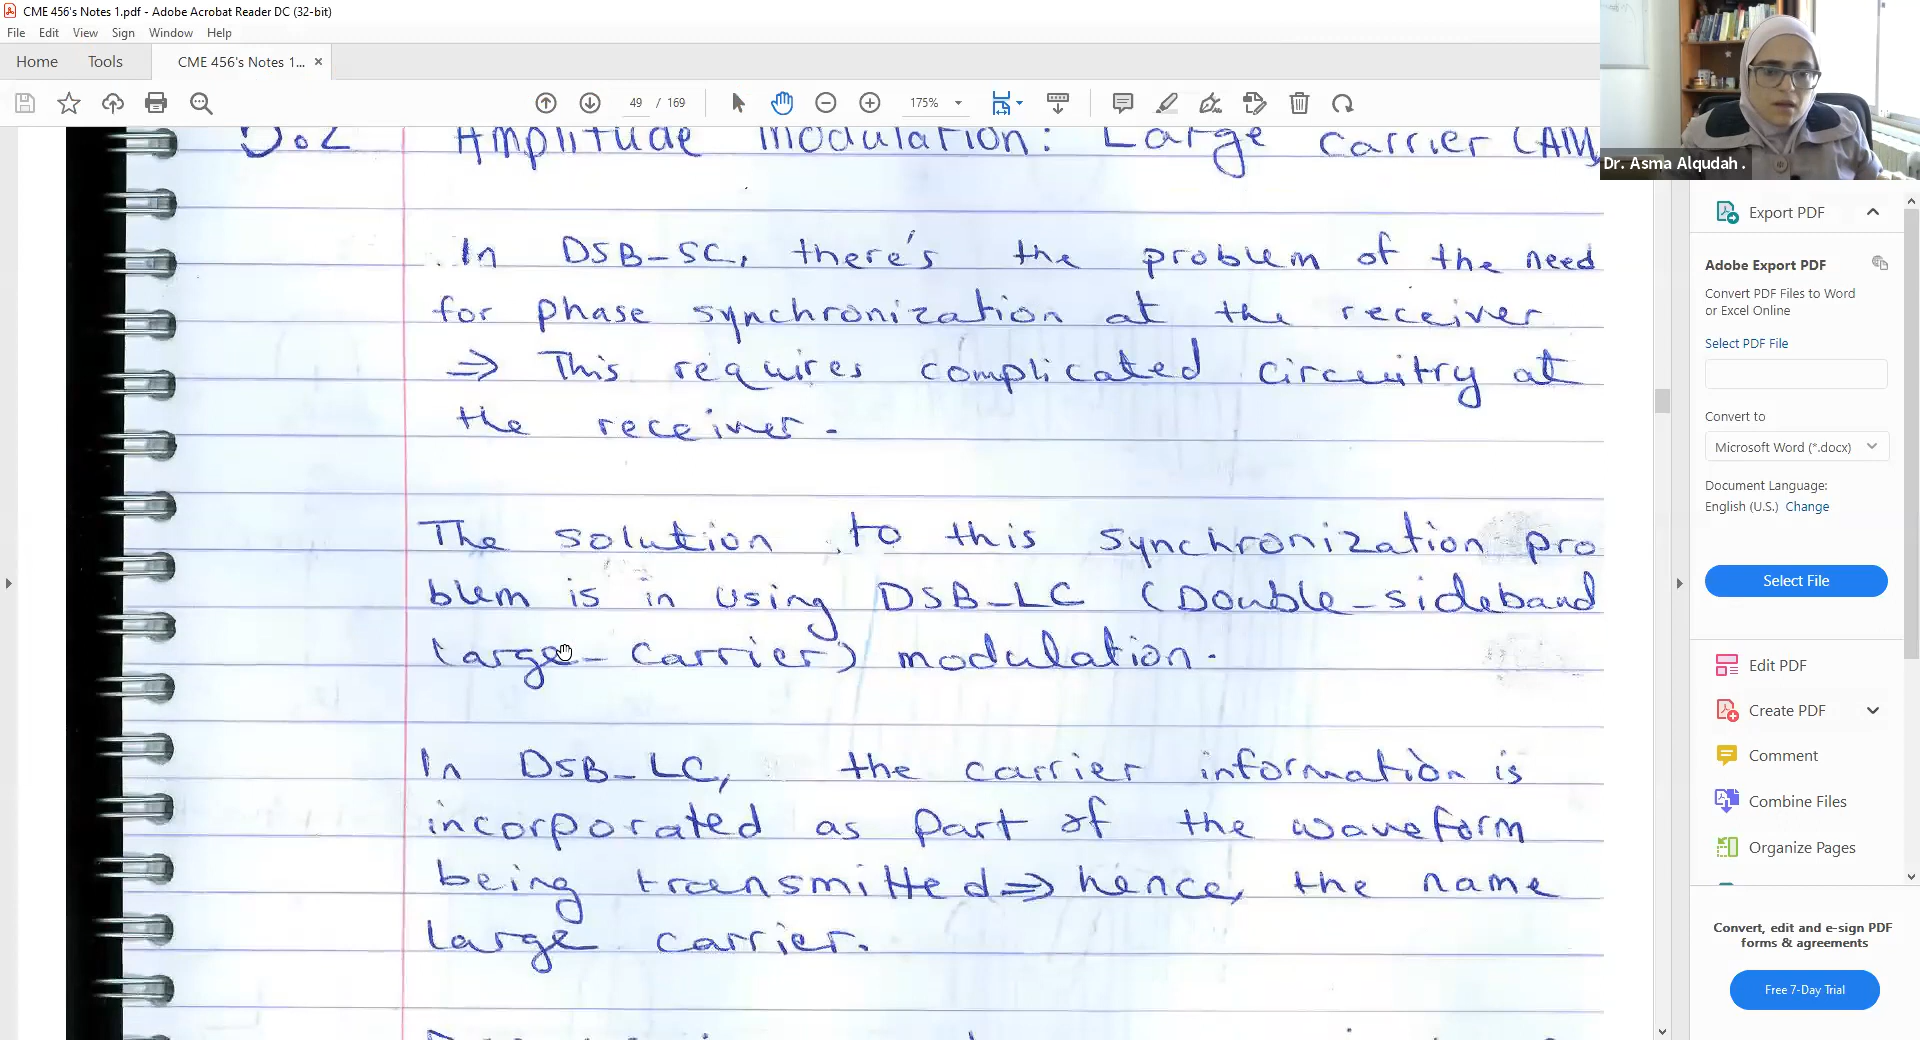 CME 456's Notes 1.pdf - Adobe Acrobat Reader DC (32-bit)
File Edit View Sign Window Help
Home Tools CME 456's Notes 1... ×
49 / 169 175%
Dr. Asma Alqudah .
5.2 Amplitude Modulation: Large Carrier (AM
In DSB-SC, there's the problem of the need
for phase synchronization at the receiver
⇒ This requires complicated circuitry at
the receiver.
The solution to this synchronization pro
blem is in using DSB-LC (Double-sideband
large-carrier) modulation.
In DSB-LC, the carrier information is
incorporated as part of the waveform
being transmitted ⇒ hence, the name
large carrier.
Export PDF
Adobe Export PDF
Convert PDF Files to Word
or Excel Online
Select PDF File
Convert to
Microsoft Word (*.docx)
Document Language:
English (U.S.) Change
Select File
Edit PDF
Create PDF
Comment
Combine Files
Organize Pages
Convert, edit and e-sign PDF
forms & agreements
Free 7-Day Trial